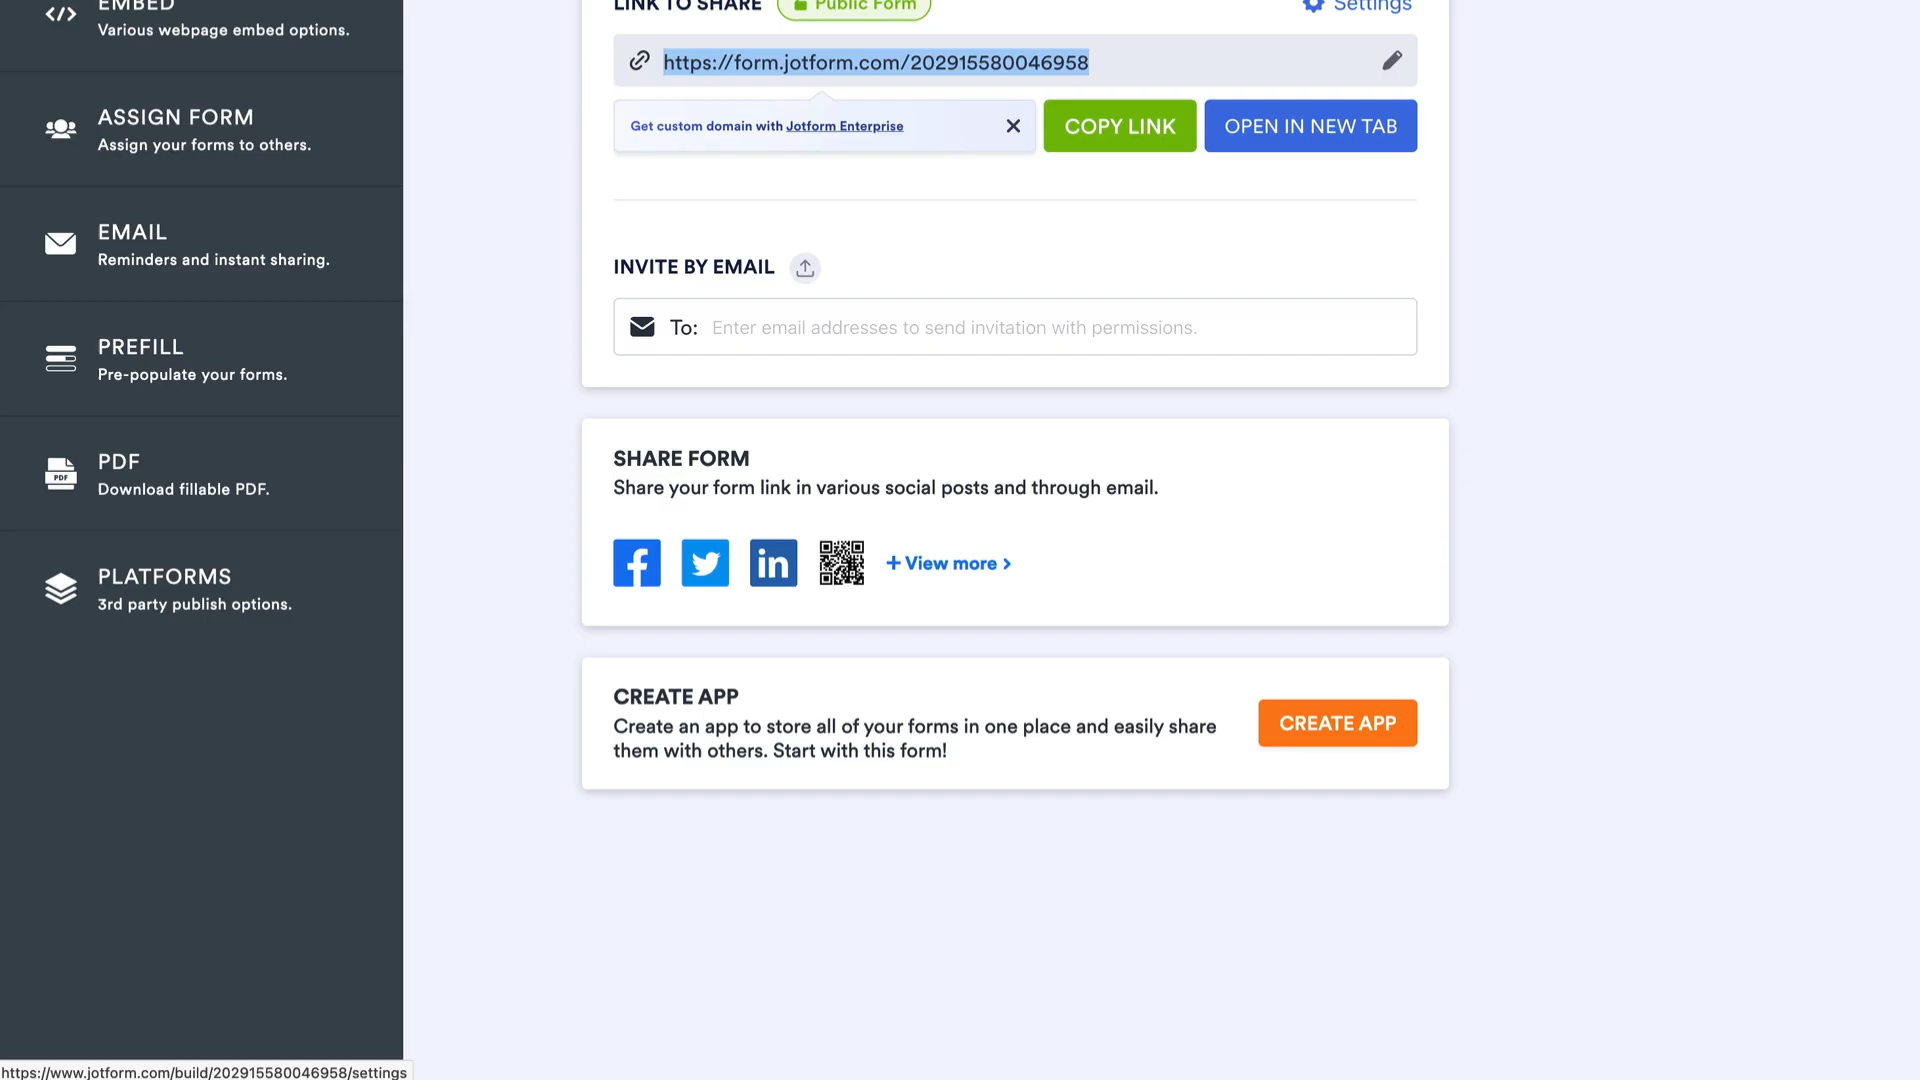 EMBED
Various webpage embed options.
ASSIGN FORM
Assign your forms to others.
EMAIL
Reminders and instant sharing.
PREFILL
Pre-populate your forms.
PDF
PDF
Download fillable PDF.
PLATFORMS
3rd party publish options.
LINK TO SHARE Public Form Settings
https://form.jotform.com/202915580046958
Get custom domain with Jotform Enterprise COPY LINK OPEN IN NEW TAB
INVITE BY EMAIL
To: Enter email addresses to send invitation with permissions.
SHARE FORM
Share your form link in various social posts and through email.
f in + View more >
CREATE APP
Create an app to store all of your forms in one place and easily share
them with others. Start with this form!
CREATE APP
https://www.jotform.com/build/202915580046958/settings